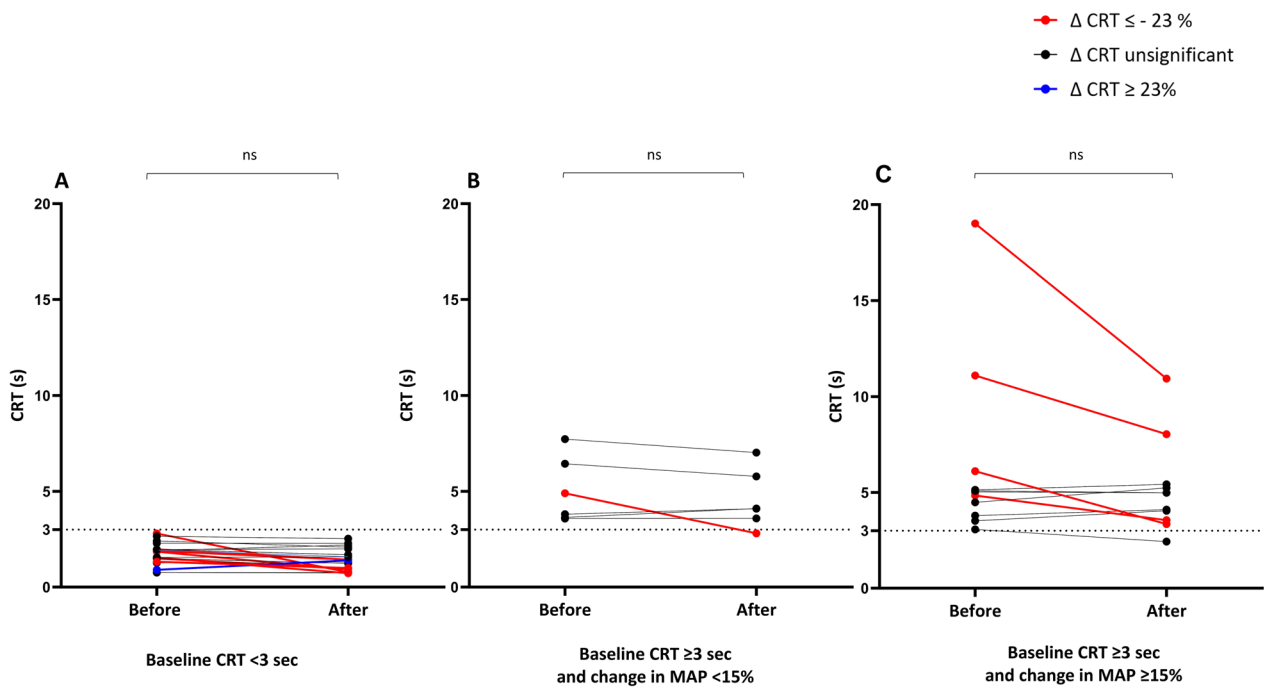 Δ CRT ≤ - 23 %
Δ CRT unsignificant
Δ CRT ≥ 23%
A
ns
CRT (s)
20
15
10
5
3
0
Before
After
Baseline CRT <3 sec
B
ns
CRT (s)
20
15
10
5
3
0
Before
After
Baseline CRT ≥3 sec
and change in MAP <15%
C
ns
CRT (s)
20
15
10
5
3
0
Before
After
Baseline CRT ≥3 sec
and change in MAP ≥15%